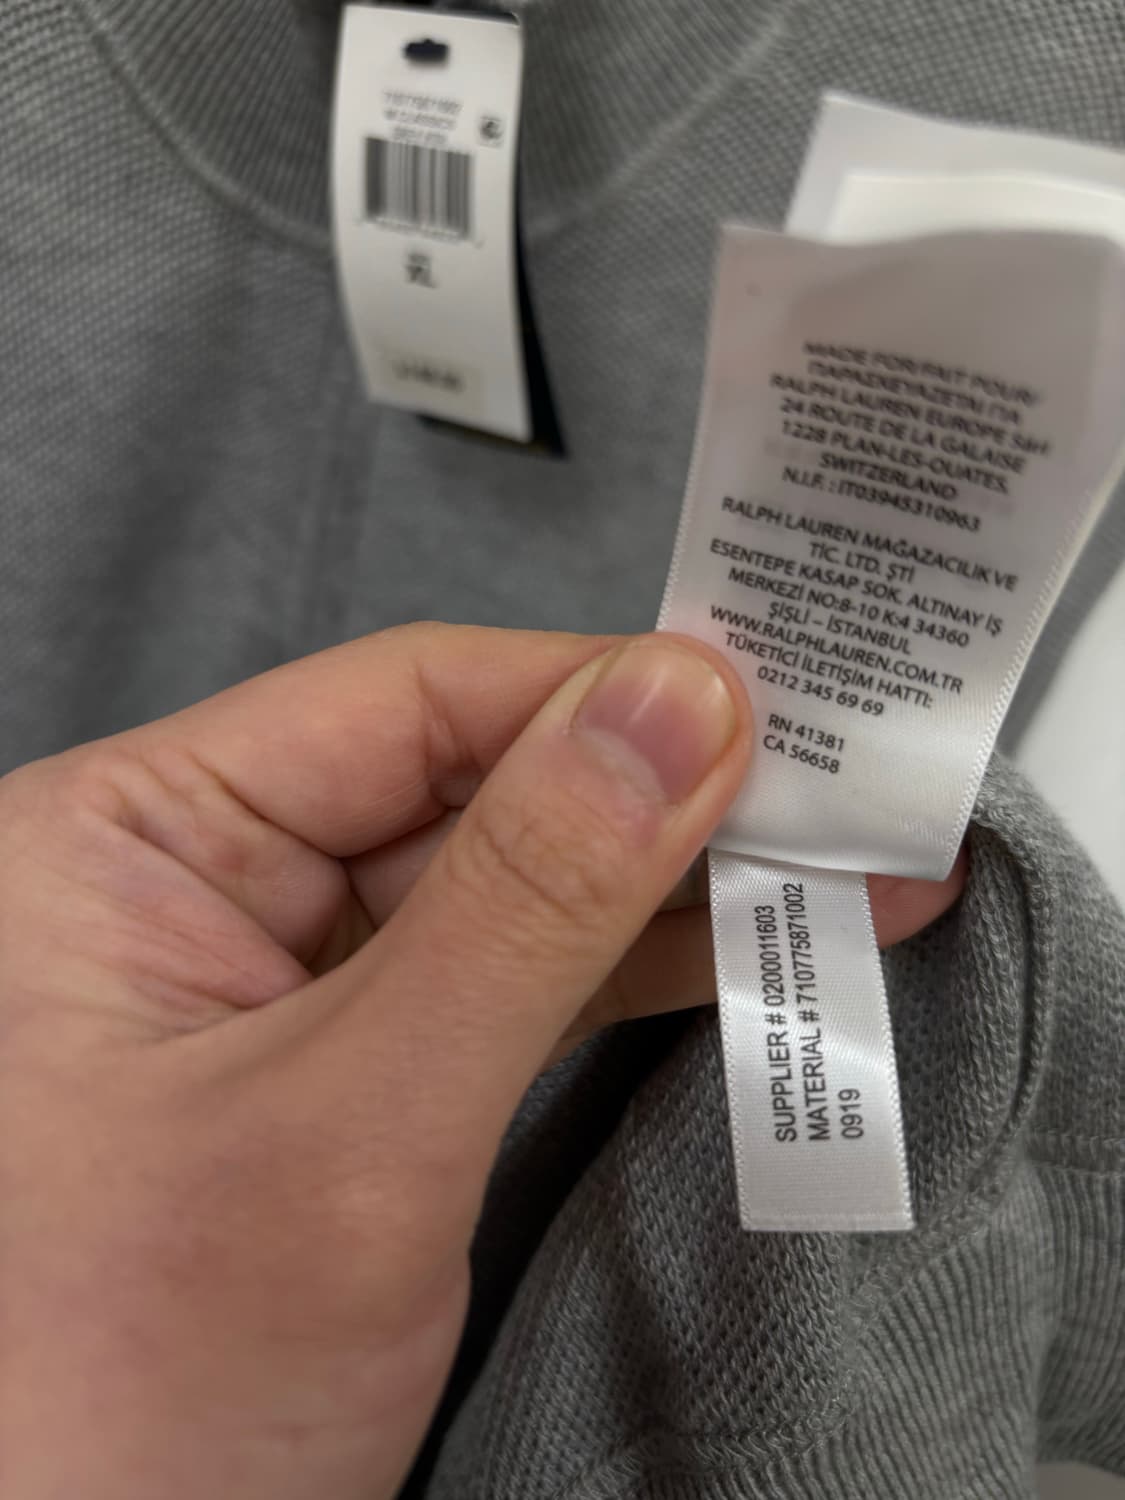 XL
MADE FOR/FAIT POUR/
ΠΑΡΑΣΚΕΥΑΖΕΤΑΙ ΓΙΑ
RALPH LAUREN EUROPE Sàrl
24 ROUTE DE LA GALAISE
1228 PLAN-LES-OUATES,
SWITZERLAND
N.I.F. : IT03945310963
RALPH LAUREN MAĞAZACILIK VE
TİC. LTD. ŞTİ
ESENTEPE KASAP SOK. ALTINAY İŞ
MERKEZİ NO:8-10 K:4 34360
ŞİŞLİ – İSTANBUL
WWW.RALPHLAUREN.COM.TR
TÜKETİCİ İLETİŞİM HATTI:
0212 345 69 69
RN 41381
CA 56658
SUPPLIER # 0200011603
MATERIAL # 710775871002
0919